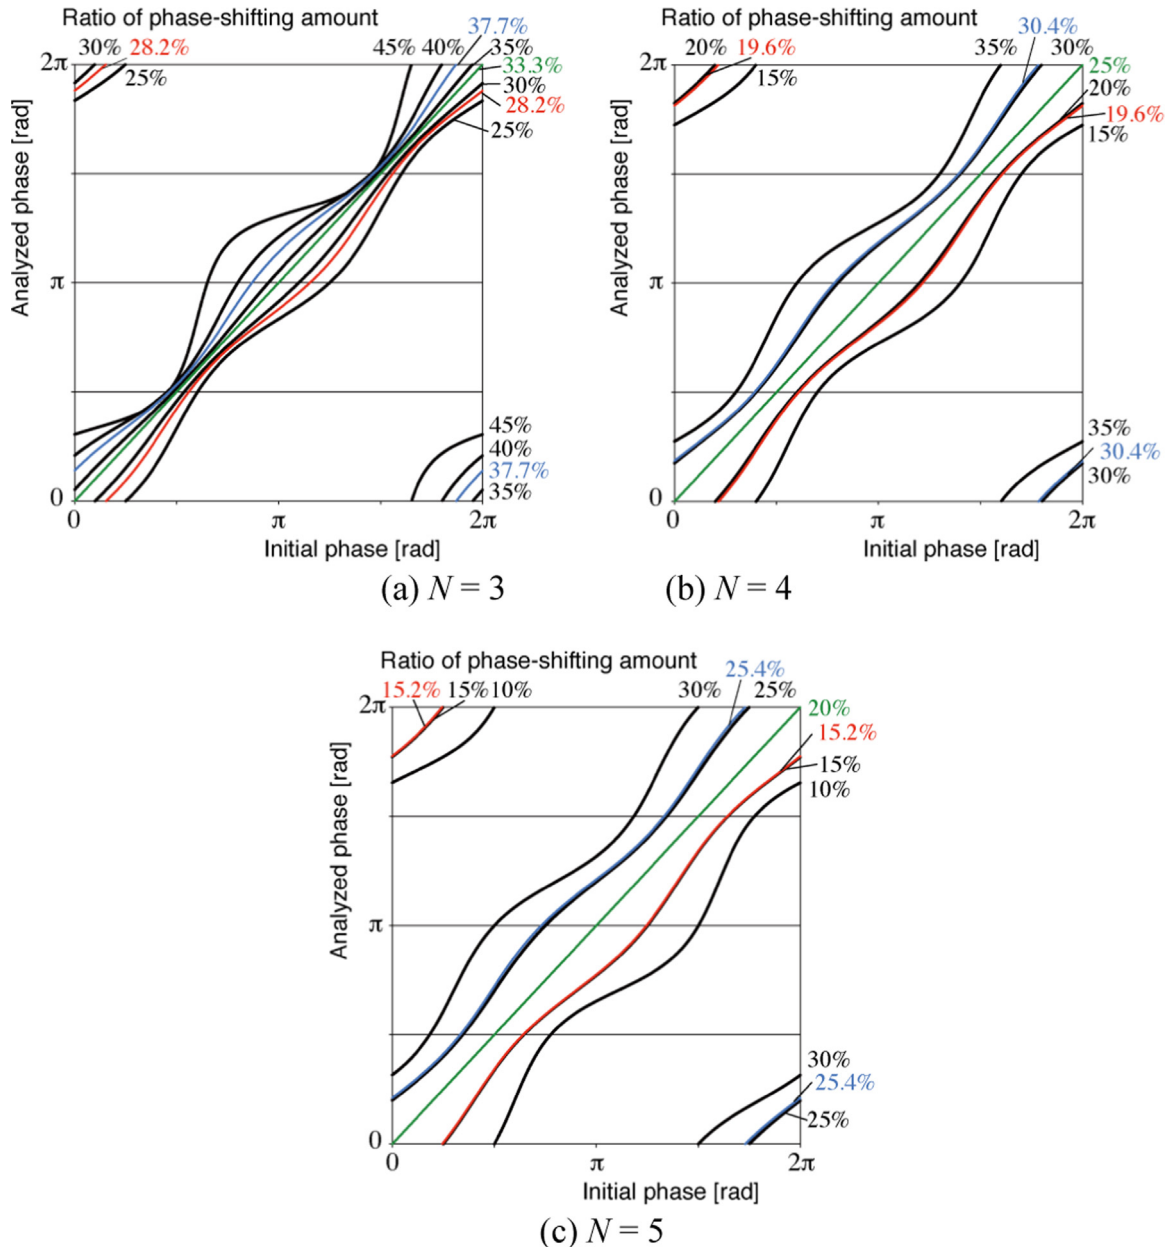 Ratio of phase-shifting amount
30% 28.2% 25% 45% 40% 37.7% 35% 33.3% 30% 28.2% 25%
2π
π
0
Analyzed phase [rad]
45%
40%
37.7%
35%
0 π 2π
Initial phase [rad]
(a) N = 3
Ratio of phase-shifting amount
20% 19.6% 15% 35% 30.4% 30% 25% 20% 19.6% 15%
2π
π
0
Analyzed phase [rad]
35%
30.4%
30%
0 π 2π
Initial phase [rad]
(b) N = 4
Ratio of phase-shifting amount
15.2% 15% 10% 30% 25.4% 25% 20% 15.2% 15% 10%
2π
π
0
Analyzed phase [rad]
30%
25.4%
25%
0 π 2π
Initial phase [rad]
(c) N = 5